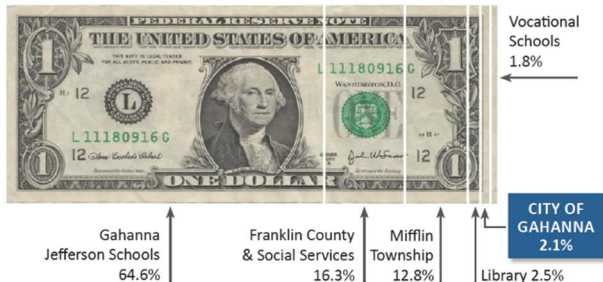 FEDERAL RESERVE NOTE
THE UNITED STATES OF AMERICA
THIS NOTE IS LEGAL TENDER
FOR ALL DEBTS, PUBLIC AND PRIVATE
L 11180916 G
WASHINGTON, D.C.
12
12
L
L 11180916 G
12
12
ONE DOLLAR
1
1
1
1
Vocational
Schools
1.8%
Gahanna
Jefferson Schools
64.6%
Franklin County
& Social Services
16.3%
Mifflin
Township
12.8%
Library 2.5%
CITY OF
GAHANNA
2.1%